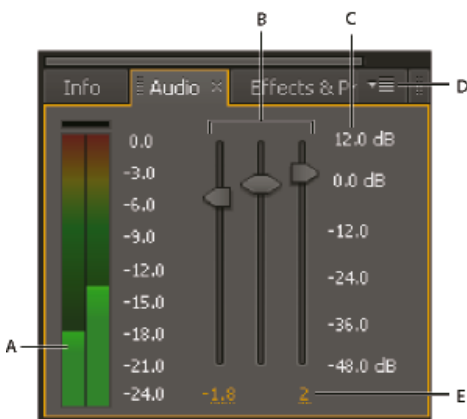 B C
Info Audio × Effects & P D
0.0 12.0 dB
-3.0 0.0 dB
-6.0
-9.0 -12.0
-12.0 -24.0
-15.0
-18.0 -36.0
A
-21.0 -48.0 dB
-24.0 -1.8 2 E